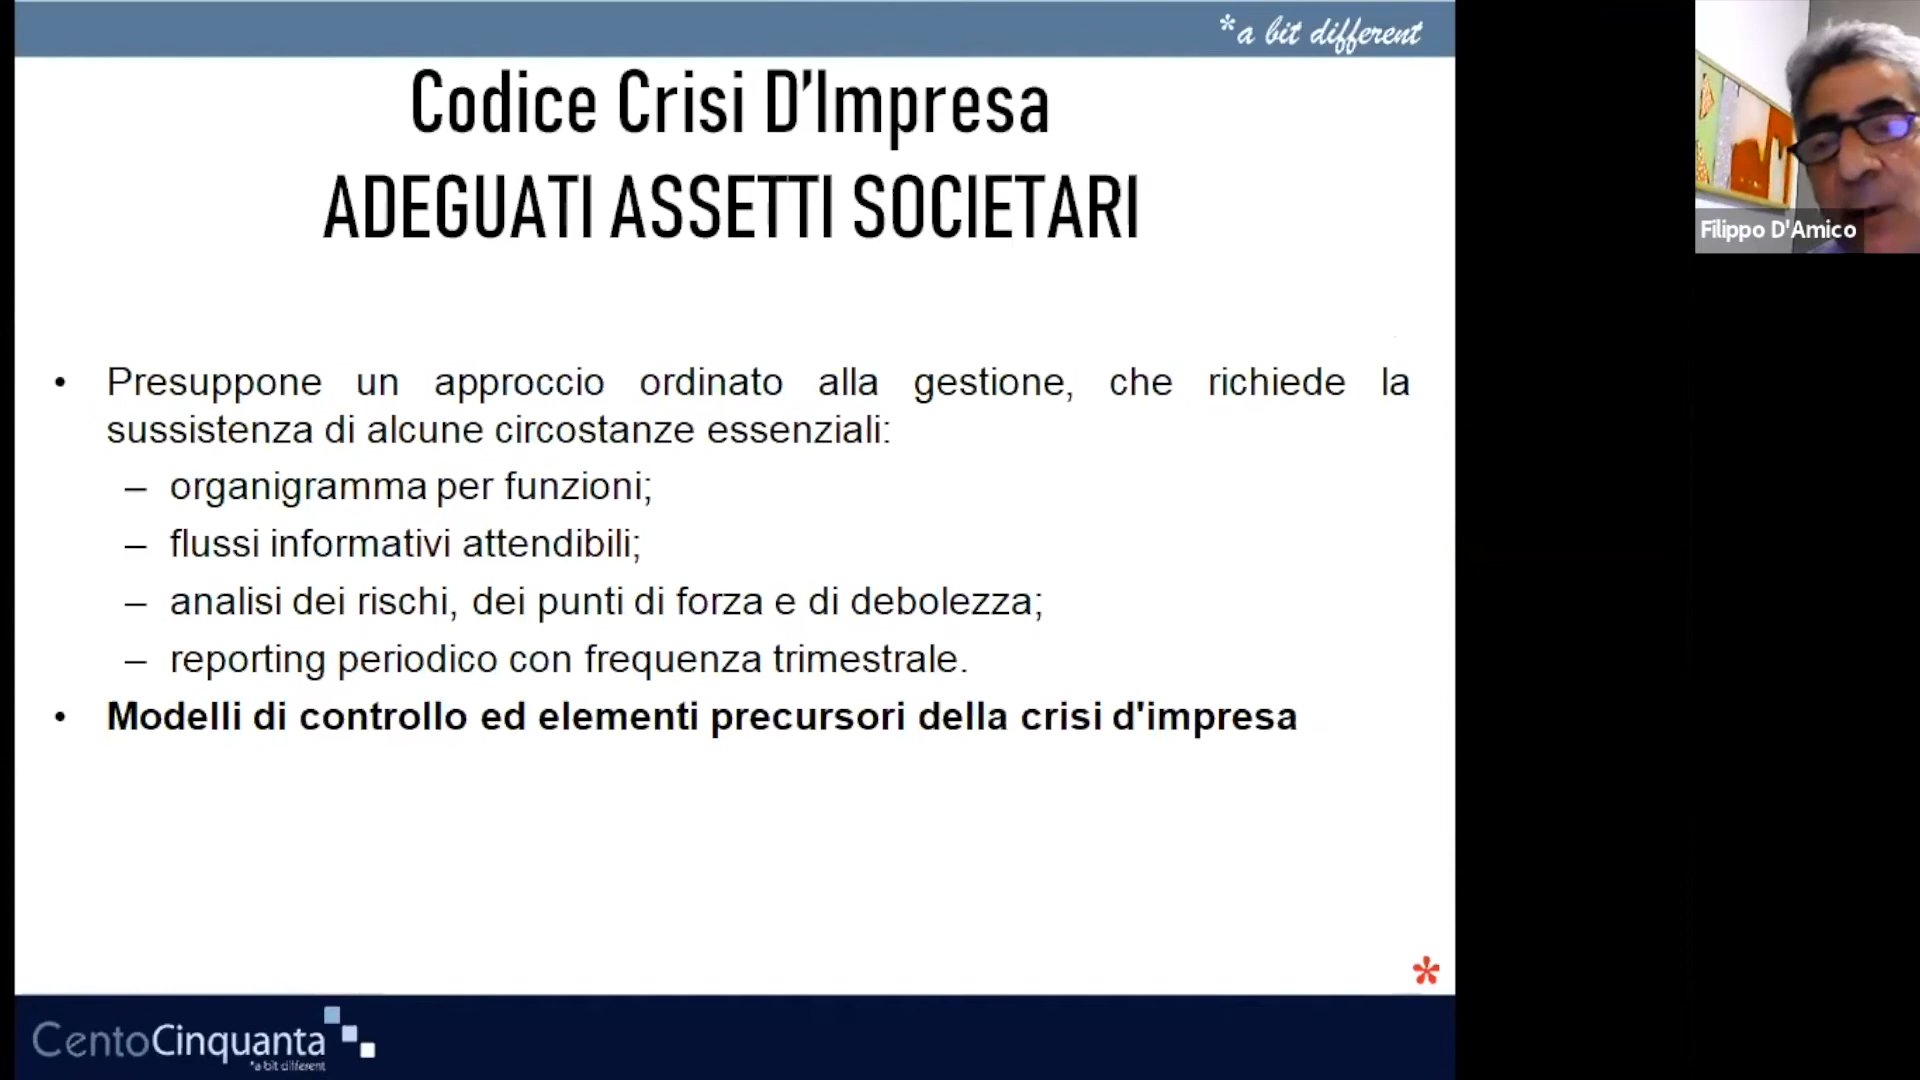 *a bit different
Codice Crisi D'Impresa
ADEGUATI ASSETTI SOCIETARI
Filippo D'Amico
• Presuppone un approccio ordinato alla gestione, che richiede la
sussistenza di alcune circostanze essenziali:
– organigramma per funzioni;
– flussi informativi attendibili;
– analisi dei rischi, dei punti di forza e di debolezza;
– reporting periodico con frequenza trimestrale.
• Modelli di controllo ed elementi precursori della crisi d'impresa
*
CentoCinquanta
*a bit different